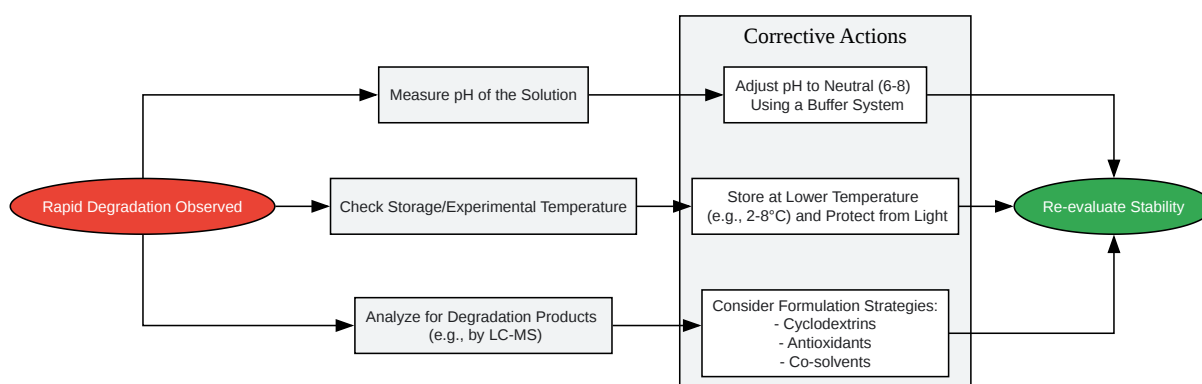 Corrective Actions
Measure pH of the Solution
Adjust pH to Neutral (6-8)
Using a Buffer System
Rapid Degradation Observed
Check Storage/Experimental Temperature
Store at Lower Temperature
(e.g., 2-8°C) and Protect from Light
Re-evaluate Stability
Analyze for Degradation Products
(e.g., by LC-MS)
Consider Formulation Strategies:
- Cyclodextrins
- Antioxidants
- Co-solvents